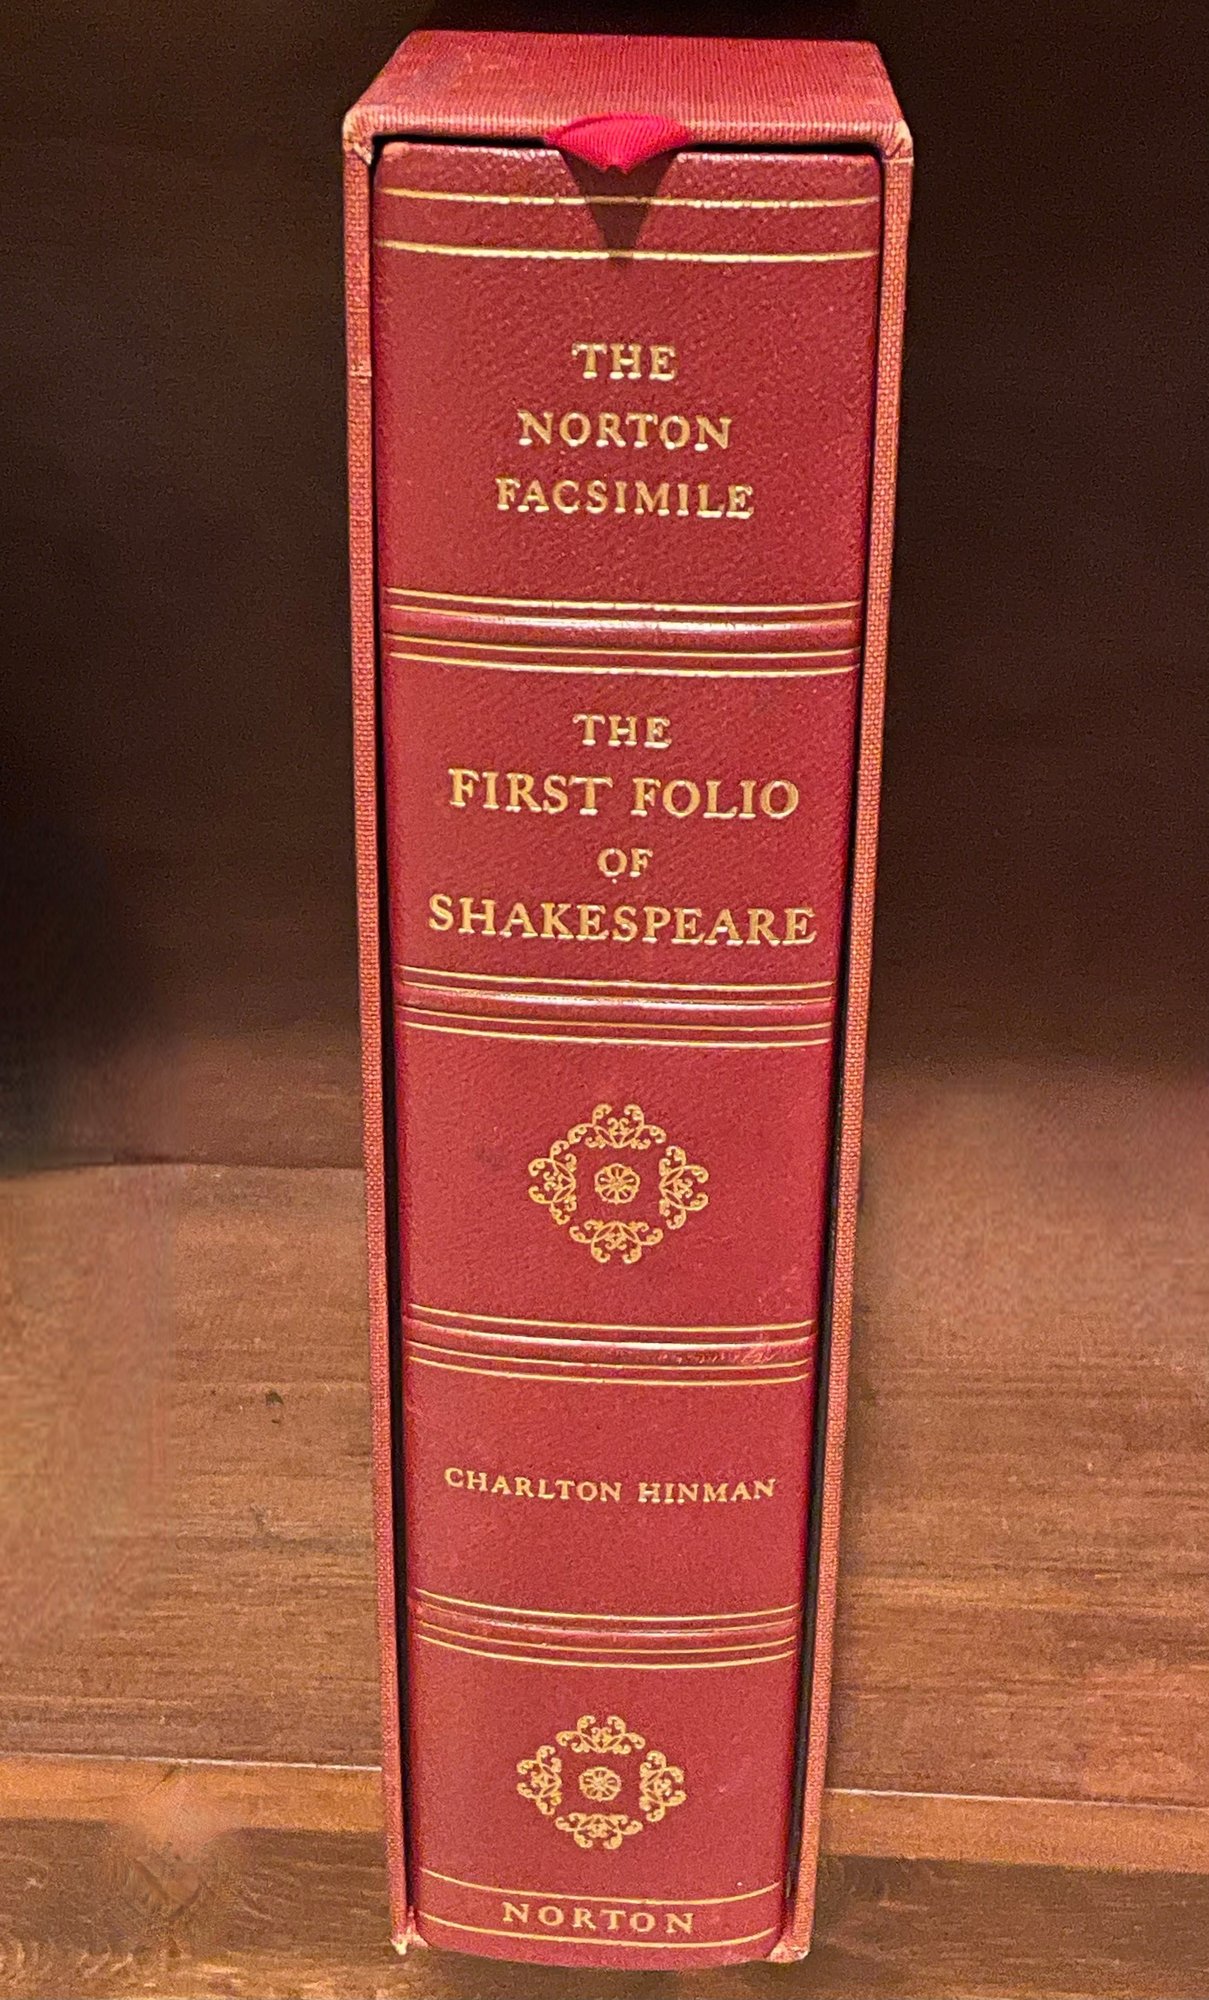 THE
NORTON
FACSIMILE
THE
FIRST FOLIO
OF
SHAKESPEARE
CHARLTON HINMAN
NORTON